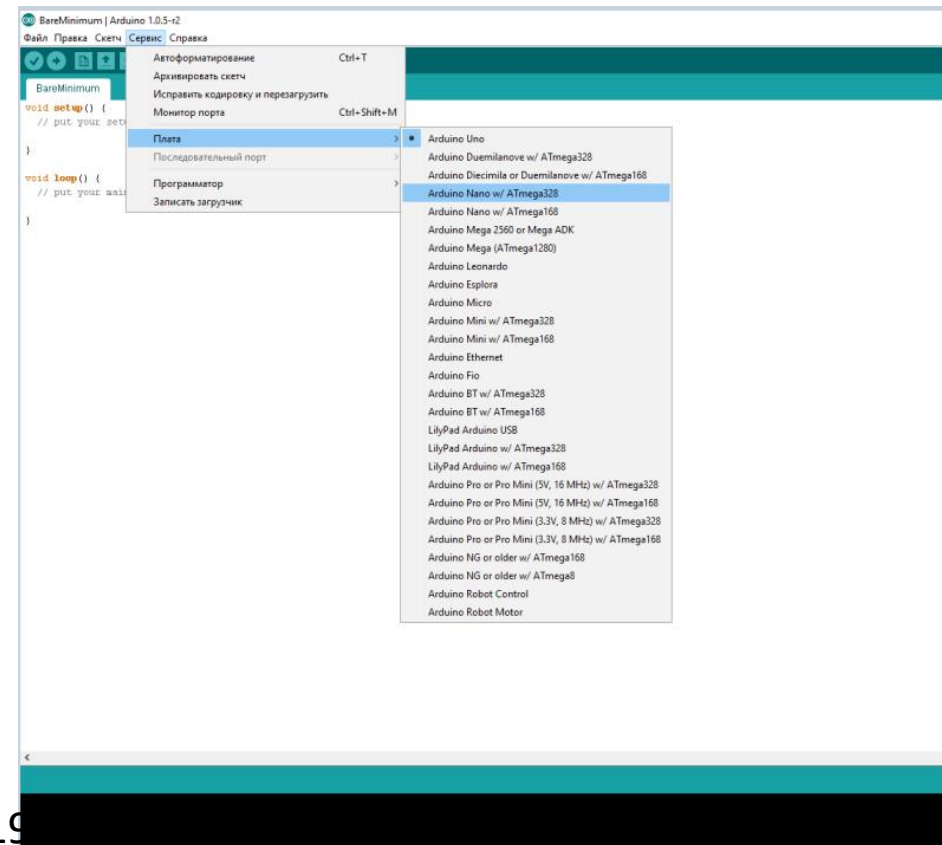 BareMinimum | Arduino 1.0.5-r2
Файл Правка Скетч Сервис Справка
BareMinimum
void setup() {
// put your set
}
void loop() {
// put your mai
}
Автоформатирование Ctrl+T
Архивировать скетч
Исправить кодировку и перезагрузить
Монитор порта Ctrl+Shift+M
Плата
Последовательный порт
Программатор
Записать загрузчик
Arduino Uno
Arduino Duemilanove w/ ATmega328
Arduino Diecimila or Duemilanove w/ ATmega168
Arduino Nano w/ ATmega328
Arduino Nano w/ ATmega168
Arduino Mega 2560 or Mega ADK
Arduino Mega (ATmega1280)
Arduino Leonardo
Arduino Esplora
Arduino Micro
Arduino Mini w/ ATmega328
Arduino Mini w/ ATmega168
Arduino Ethernet
Arduino Fio
Arduino BT w/ ATmega328
Arduino BT w/ ATmega168
LilyPad Arduino USB
LilyPad Arduino w/ ATmega328
LilyPad Arduino w/ ATmega168
Arduino Pro or Pro Mini (5V, 16 MHz) w/ ATmega328
Arduino Pro or Pro Mini (5V, 16 MHz) w/ ATmega168
Arduino Pro or Pro Mini (3.3V, 8 MHz) w/ ATmega328
Arduino Pro or Pro Mini (3.3V, 8 MHz) w/ ATmega168
Arduino NG or older w/ ATmega168
Arduino NG or older w/ ATmega8
Arduino Robot Control
Arduino Robot Motor